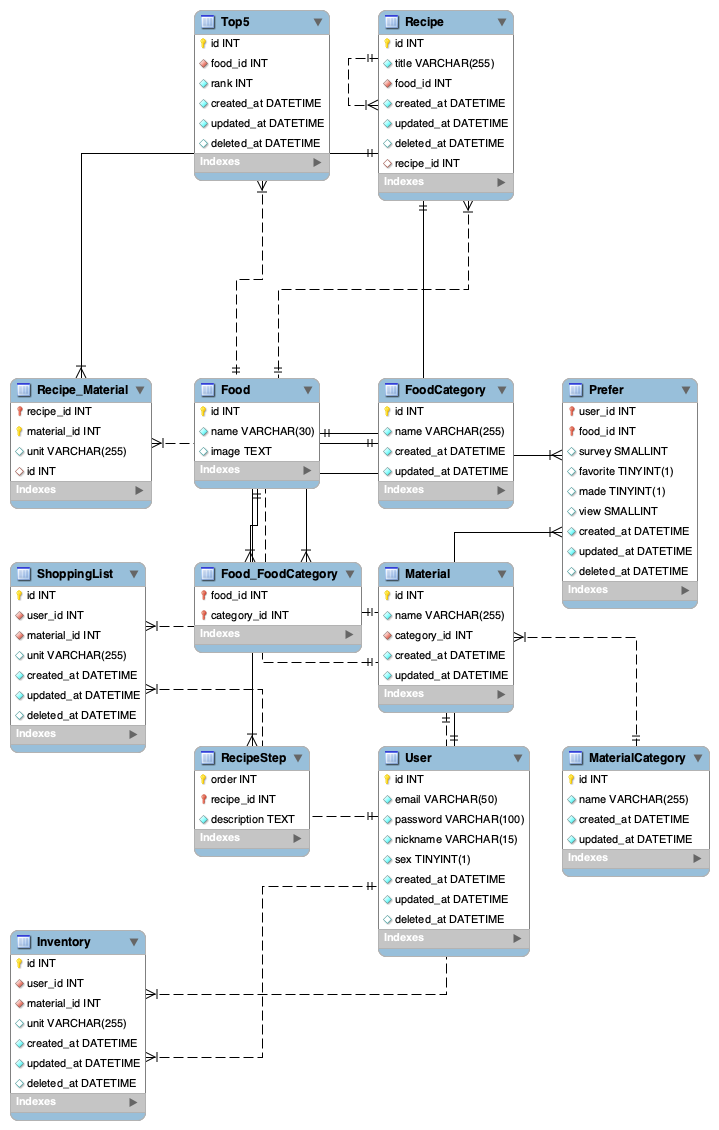 Top5
id INT
food_id INT
rank INT
created_at DATETIME
updated_at DATETIME
deleted_at DATETIME
Indexes
Recipe
id INT
title VARCHAR(255)
food_id INT
created_at DATETIME
updated_at DATETIME
deleted_at DATETIME
recipe_id INT
Indexes
Recipe_Material
recipe_id INT
material_id INT
unit VARCHAR(255)
id INT
Indexes
Food
id INT
name VARCHAR(30)
image TEXT
Indexes
FoodCategory
id INT
name VARCHAR(255)
created_at DATETIME
updated_at DATETIME
Indexes
Prefer
user_id INT
food_id INT
survey SMALLINT
favorite TINYINT(1)
made TINYINT(1)
view SMALLINT
created_at DATETIME
updated_at DATETIME
deleted_at DATETIME
Indexes
ShoppingList
id INT
user_id INT
material_id INT
unit VARCHAR(255)
created_at DATETIME
updated_at DATETIME
deleted_at DATETIME
Indexes
Food_FoodCategory
food_id INT
category_id INT
Indexes
Material
id INT
name VARCHAR(255)
category_id INT
created_at DATETIME
updated_at DATETIME
Indexes
RecipeStep
order INT
recipe_id INT
description TEXT
Indexes
User
id INT
email VARCHAR(50)
password VARCHAR(100)
nickname VARCHAR(15)
sex TINYINT(1)
created_at DATETIME
updated_at DATETIME
deleted_at DATETIME
Indexes
MaterialCategory
id INT
name VARCHAR(255)
created_at DATETIME
updated_at DATETIME
Indexes
Inventory
id INT
user_id INT
material_id INT
unit VARCHAR(255)
created_at DATETIME
updated_at DATETIME
deleted_at DATETIME
Indexes